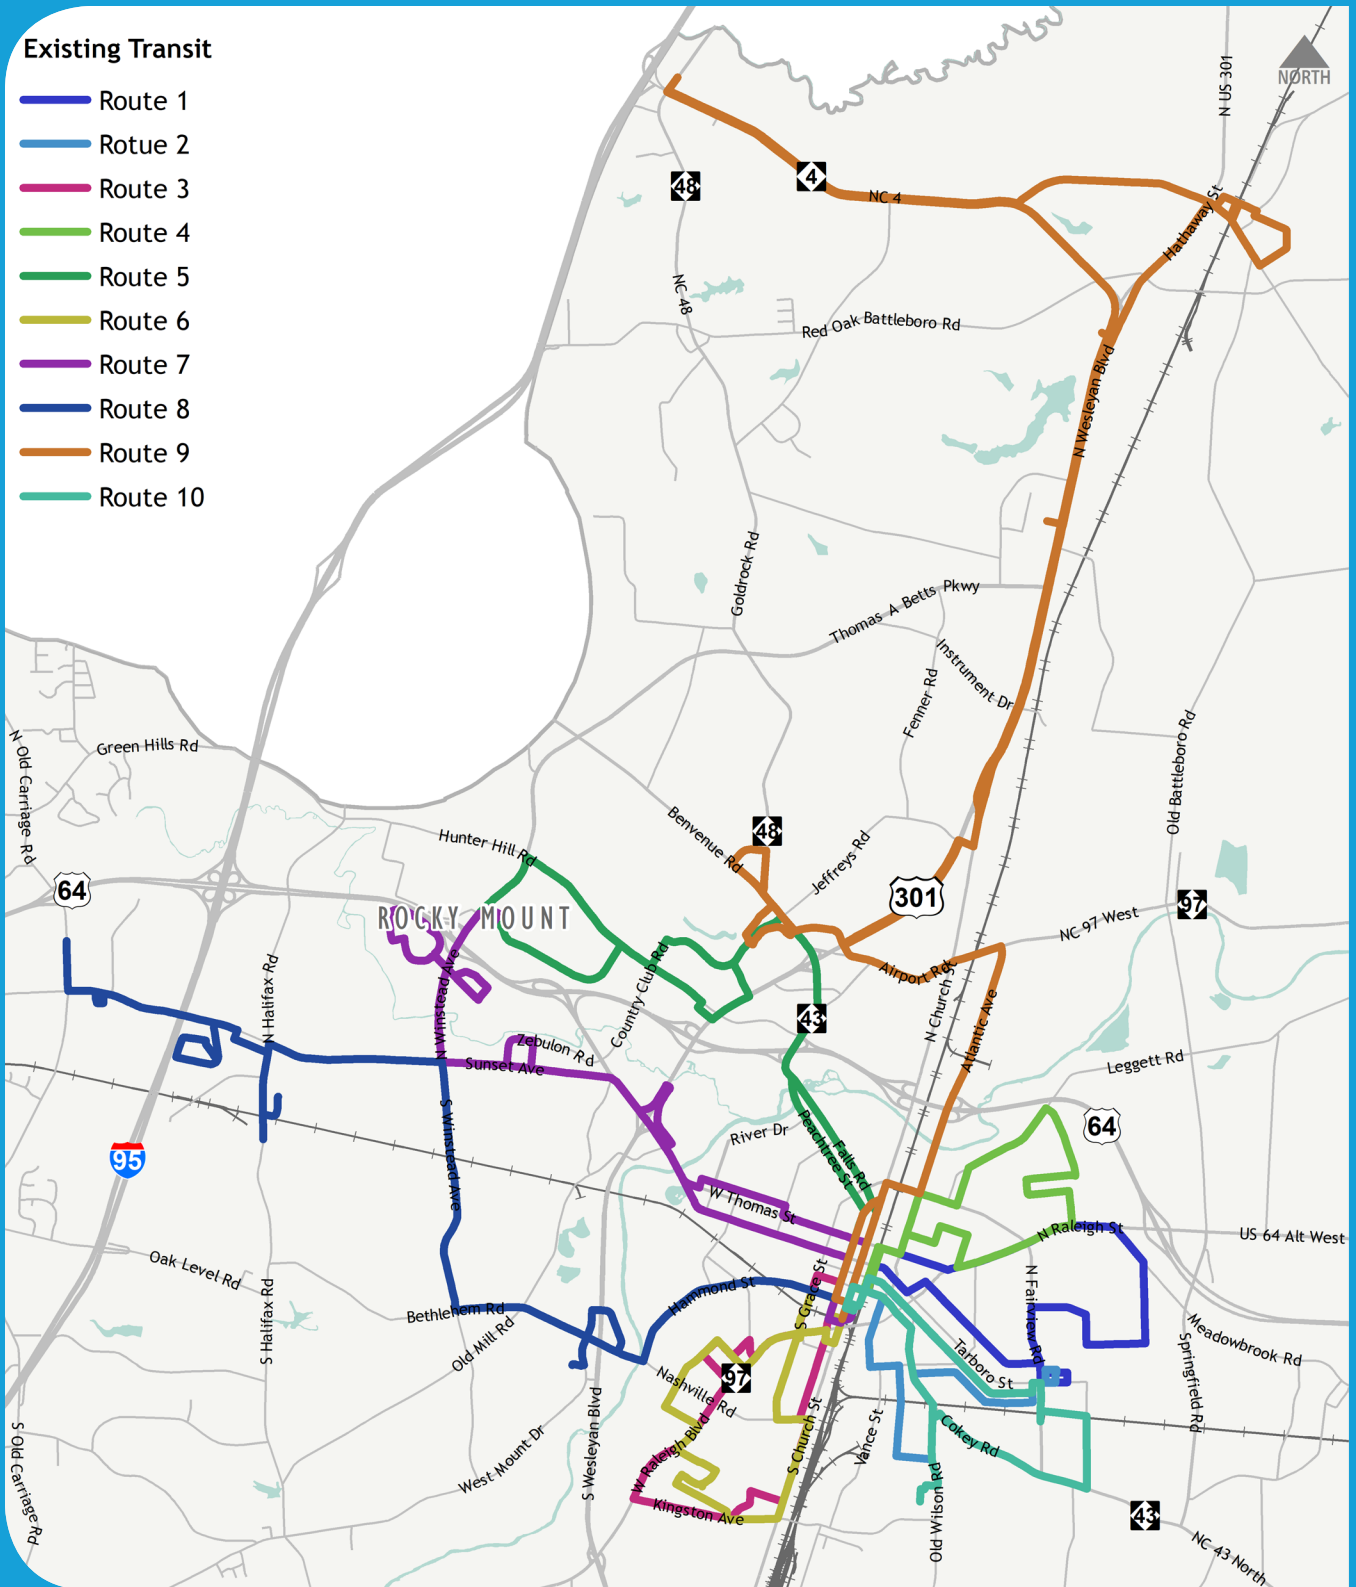 Existing Transit
Route 1
Rotue 2
Route 3
Route 4
Route 5
Route 6
Route 7
Route 8
Route 9
Route 10
NORTH
N US 301
48
4
NC 4
Hathaway St
NC 48
Red Oak Battleboro Rd
N Wesleyan Blvd
Goldrock Rd
Thomas A Betts Pkwy
Instrument Dr
Fenner Rd
Green Hills Rd
N Old Carriage Rd
Old Battleboro Rd
Hunter Hill Rd
Benvenue Rd
48
Jeffreys Rd
64
301
97
ROCKY MOUNT
NC 97 West
N Halifax Rd
N Winstead Ave
Country Club Rd
Airport Rd
N Church St
43
Atlantic Ave
Zebulon Rd
Sunset Ave
Leggett Rd
64
95
S Winstead Ave
River Dr
Peachtree St
Falls Rd
W Thomas St
N Raleigh St
US 64 Alt West
Oak Level Rd
S Halifax Rd
Bethlehem Rd
Old Mill Rd
Hammond St
S Grace St
N Fairview Rd
Tarboro St
Meadowbrook Rd
Springfield Rd
97
Nashville Rd
S Wesleyan Blvd
West Mount Dr
W Raleigh Blvd
S Church St
Vance St
Cokey Rd
Kingston Ave
Old Wilson Rd
S Old Carriage Rd
43
NC 43 North